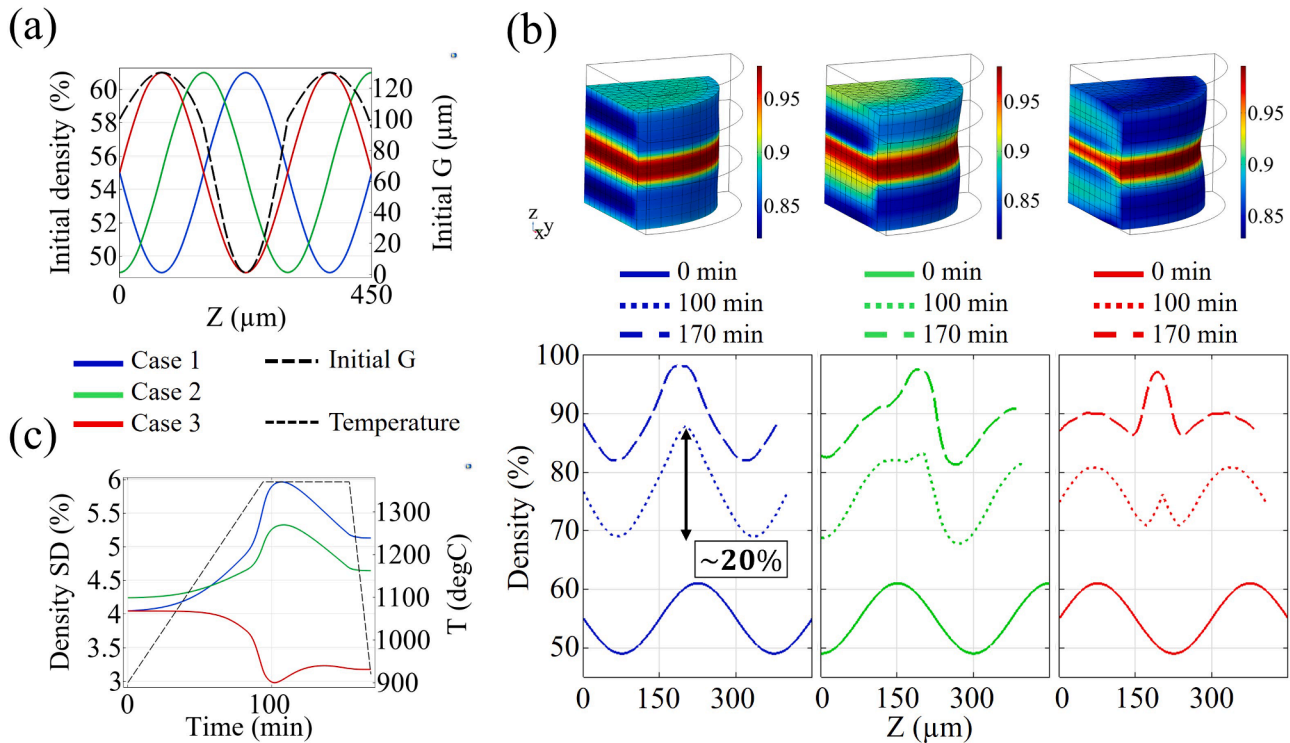 (a)
Initial density (%)
60
58
56
54
52
50
0
450
Z (µm)
120
100
80
60
40
20
0
Initial G (µm)
Case 1
Case 2
Case 3
Initial G
Temperature
(b)
0.95
0.9
0.85
0.95
0.9
0.85
0.95
0.9
0.85
z
x y
0 min
100 min
170 min
0 min
100 min
170 min
0 min
100 min
170 min
Density (%)
100
90
80
70
60
50
~20%
0 150 300
0 150 300
0 150 300
Z (µm)
(c)
Density SD (%)
6
5.5
5
4.5
4
3.5
3
0
100
Time (min)
1300
1200
1100
1000
900
T (degC)